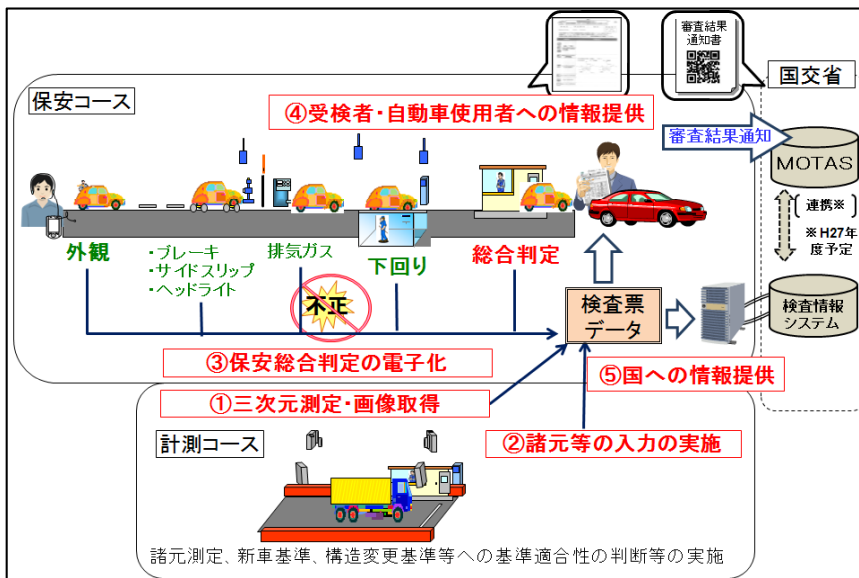 審査結果
通知書
国交省
保安コース
④受検者・自動車使用者への情報提供
審査結果通知
MOTAS
連携※
※H27年
度予定
外観
・ブレーキ
・サイドスリップ
・ヘッドライト
排気ガス
下回り
総合判定
不正
検査票
データ
検査情報
システム
③保安総合判定の電子化
⑤国への情報提供
①三次元測定・画像取得
計測コース
②諸元等の入力の実施
諸元測定、新車基準、構造変更基準等への基準適合性の判断等の実施